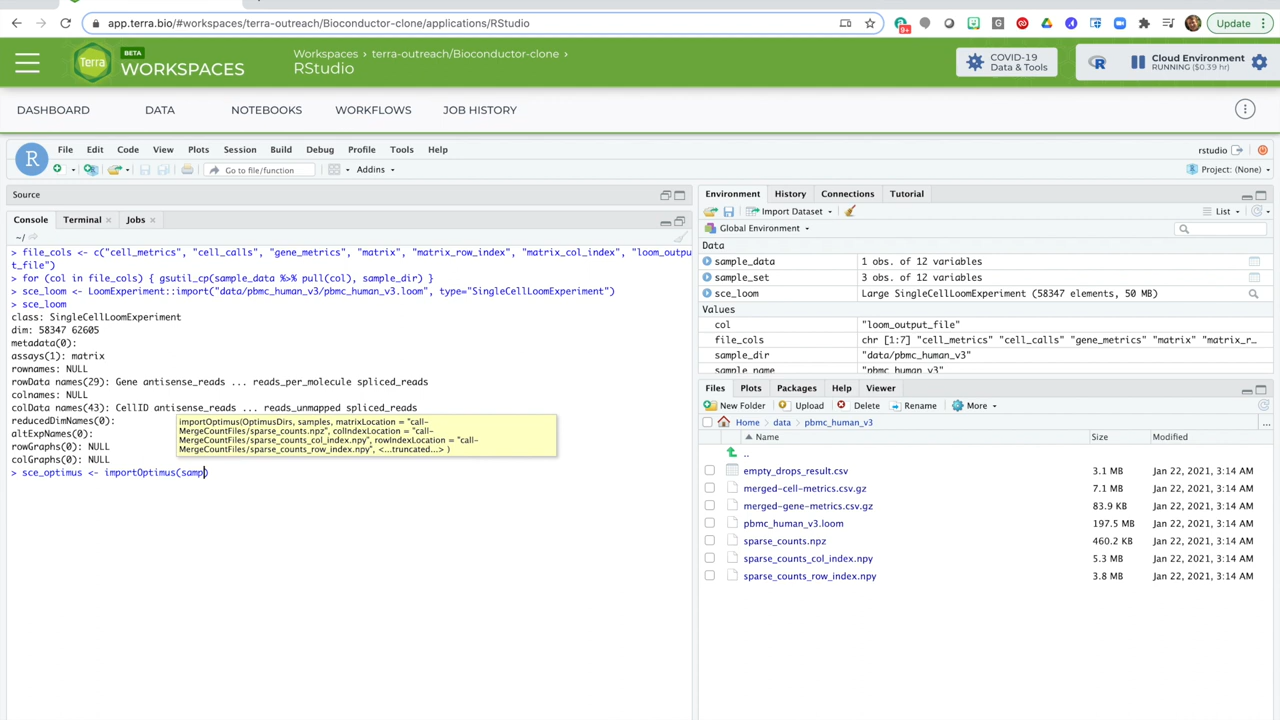 app.terra.bio/#workspaces/terra-outreach/Bioconductor-clone/applications/RStudio
9+
Update
Terra
BETA
WORKSPACES
Workspaces › terra-outreach/Bioconductor-clone ›
RStudio
COVID-19
Data & Tools
R
Cloud Environment
RUNNING ($0.39 hr)
DASHBOARD
DATA
NOTEBOOKS
WORKFLOWS
JOB HISTORY
R
File
Edit
Code
View
Plots
Session
Build
Debug
Profile
Tools
Help
rstudio
Go to file/function
Addins
Project: (None)
Source
Console
Terminal
Jobs
~/
> file_cols <- c("cell_metrics", "cell_calls", "gene_metrics", "matrix", "matrix_row_index", "matrix_col_index", "loom_outpu
t_file")
> for (col in file_cols) { gsutil_cp(sample_data %>% pull(col), sample_dir) }
> sce_loom <- LoomExperiment::import("data/pbmc_human_v3/pbmc_human_v3.loom", type="SingleCellLoomExperiment")
> sce_loom
class: SingleCellLoomExperiment
dim: 58347 62605
metadata(0):
assays(1): matrix
rownames: NULL
rowData names(29): Gene antisense_reads ... reads_per_molecule spliced_reads
colnames: NULL
colData names(43): CellID antisense_reads ... reads_unmapped spliced_reads
reducedDimNames(0):
altExpNames(0):
rowGraphs(0): NULL
colGraphs(0): NULL
importOptimus(OptimusDirs, samples, matrixLocation = "call-
MergeCountFiles/sparse_counts.npz", colIndexLocation = "call-
MergeCountFiles/sparse_counts_col_index.npy", rowIndexLocation = "call-
MergeCountFiles/sparse_counts_row_index.npy", <...truncated...> )
> sce_optimus <- importOptimus(samp)
Environment
History
Connections
Tutorial
Import Dataset
List
Global Environment
Data
sample_data 1 obs. of 12 variables
sample_set 3 obs. of 12 variables
sce_loom Large SingleCellLoomExperiment (58347 elements, 50 MB)
Values
col "loom_output_file"
file_cols chr [1:7] "cell_metrics" "cell_calls" "gene_metrics" "matrix" "matrix_r…
sample_dir "data/pbmc_human_v3"
sample_name "pbmc_human_v3"
Files
Plots
Packages
Help
Viewer
New Folder
Upload
Delete
Rename
More
Home
data
pbmc_human_v3
...
Name
Size
Modified
..
empty_drops_result.csv 3.1 MB Jan 22, 2021, 3:14 AM
merged-cell-metrics.csv.gz 7.1 MB Jan 22, 2021, 3:14 AM
merged-gene-metrics.csv.gz 83.9 KB Jan 22, 2021, 3:14 AM
pbmc_human_v3.loom 197.5 MB Jan 22, 2021, 3:14 AM
sparse_counts.npz 460.2 KB Jan 22, 2021, 3:14 AM
sparse_counts_col_index.npy 5.3 MB Jan 22, 2021, 3:14 AM
sparse_counts_row_index.npy 3.8 MB Jan 22, 2021, 3:14 AM